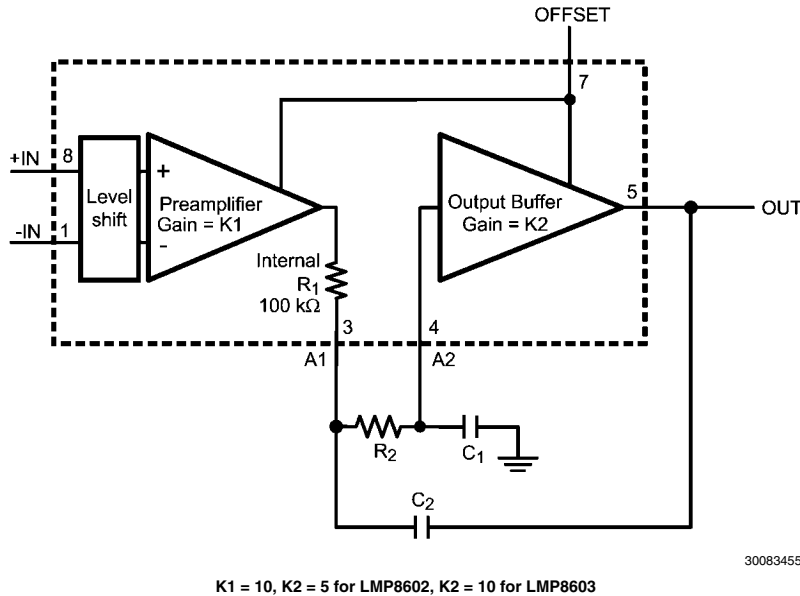 OFFSET
7
+IN
8
Level
shift
+
Preamplifier
Gain = K1
-
-IN
1
Output Buffer
Gain = K2
5
OUT
Internal
R1
100 kΩ
3
4
A1
A2
R2
C1
C2
30083455
K1 = 10, K2 = 5 for LMP8602, K2 = 10 for LMP8603